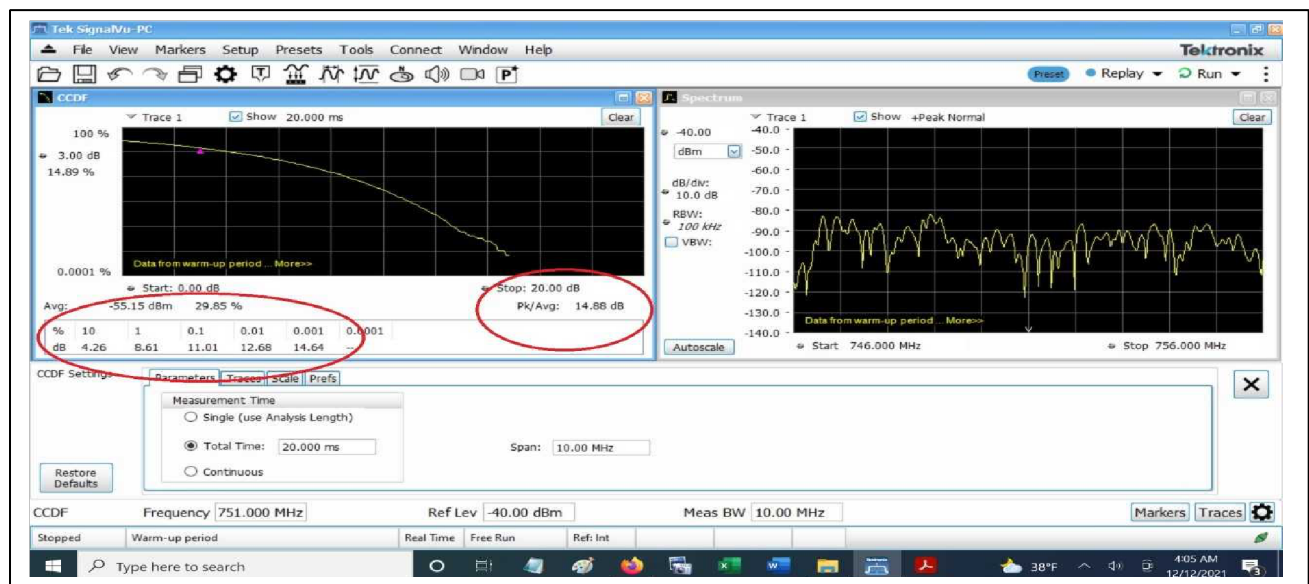 Tek SignalVu-PC
File View Markers Setup Presets Tools Connect Window Help
Tektronix
Preset Replay Run
CCDF
Trace 1 Show 20.000 ms Clear
100 %
3.00 dB
14.89 %
Data from warm-up period ... More>>
0.0001 %
Start: 0.00 dB Stop: 20.00 dB
Avg: -55.15 dBm 29.85 % Pk/Avg: 14.88 dB
% 10 1 0.1 0.01 0.001 0.0001
dB 4.26 8.61 11.01 12.68 14.64 --
Spectrum
Trace 1 Show +Peak Normal Clear
-40.00
dBm
dB/div:
10.0 dB
RBW:
100 kHz
VBW:
-40.0
-50.0
-60.0
-70.0
-80.0
-90.0
-100.0
-110.0
-120.0
-130.0
-140.0
Data from warm-up period ... More>>
Autoscale Start 746.000 MHz Stop 756.000 MHz
CCDF Settings
Parameters Traces Scale Prefs
Measurement Time
Single (use Analysis Length)
Total Time: 20.000 ms Span: 10.00 MHz
Continuous
Restore
Defaults
CCDF Frequency 751.000 MHz Ref Lev -40.00 dBm Meas BW 10.00 MHz Markers Traces
Stopped Warm-up period Real Time Free Run Ref: Int
Type here to search
38°F
4:05 AM
12/12/2021
3